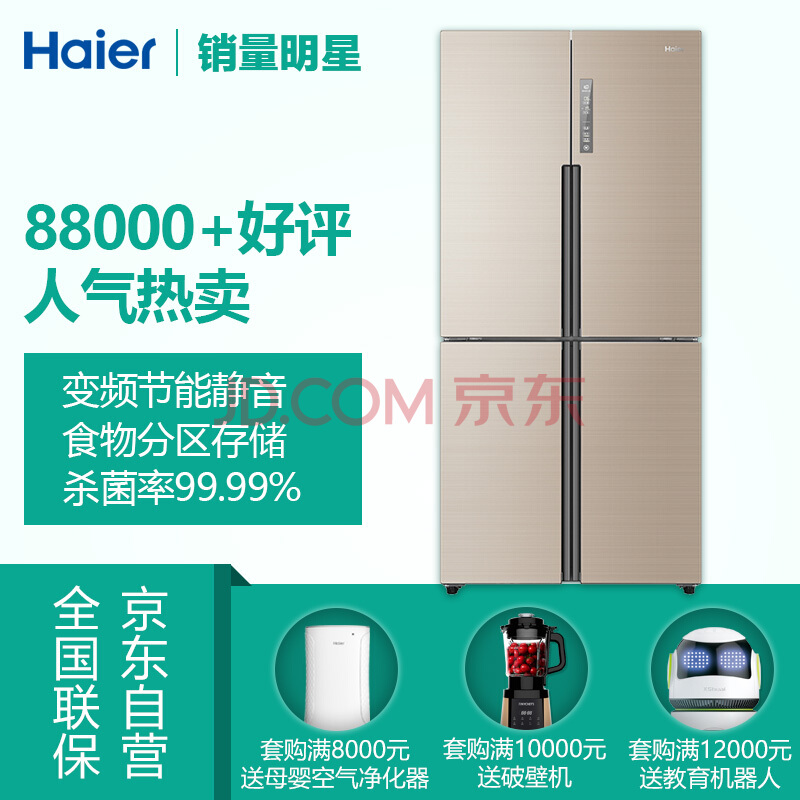 Haier 销量明星
Haier
88000+好评
人气热卖
变频节能静音
食物分区存储
杀菌率99.99%
JD.COM 京东
全国联保
京东自营
Haier
套购满8000元
送母婴空气净化器
套购满10000元
送破壁机
套购满12000元
送教育机器人